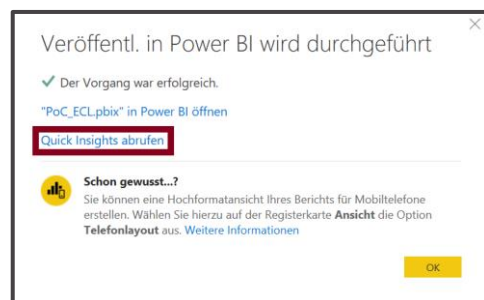 Veröffentl. in Power BI wird durchgeführt
Der Vorgang war erfolgreich.
"PoC_ECL.pbix" in Power BI öffnen
Quick Insights abrufen
Schon gewusst...?
Sie können eine Hochformatansicht Ihres Berichts für Mobiltelefone
erstellen. Wählen Sie hierzu auf der Registerkarte Ansicht die Option
Telefonlayout aus. Weitere Informationen
OK